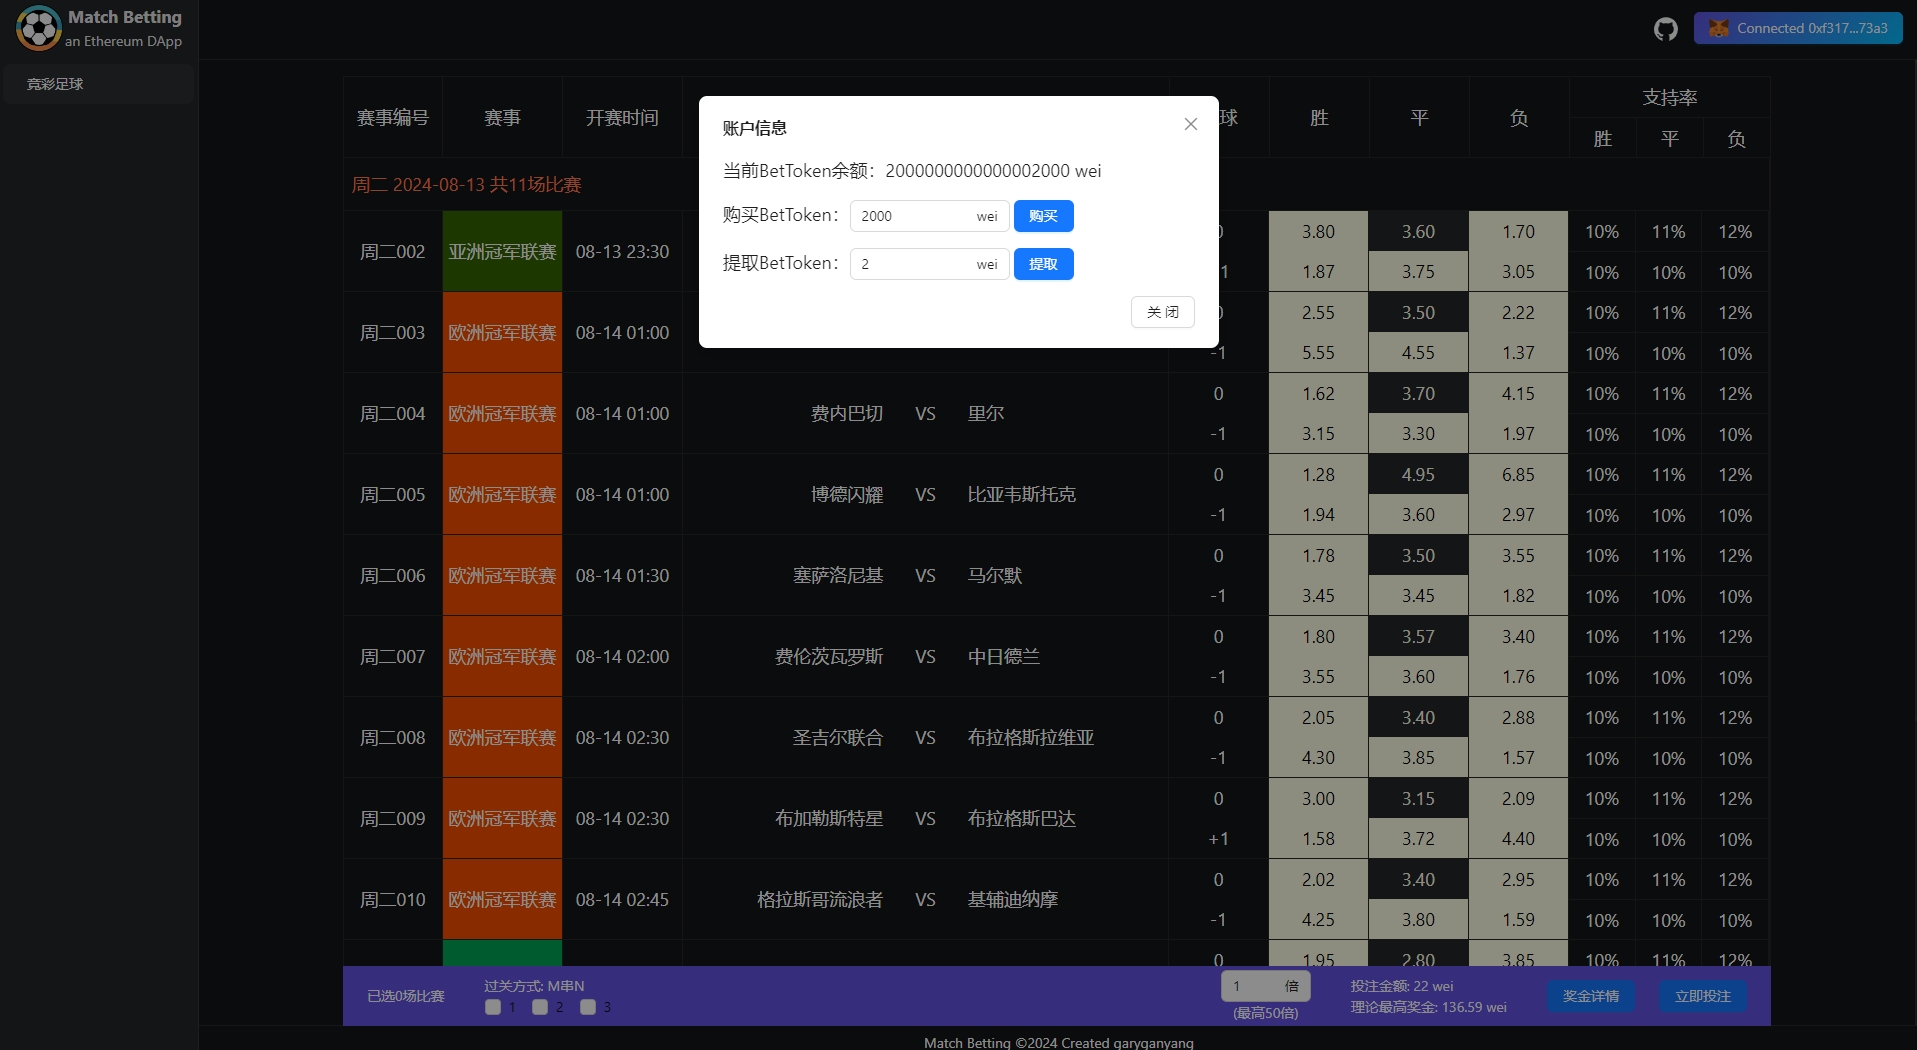 Match Betting
an Ethereum DApp
Connected 0xf317...73a3
竞彩足球
赛事编号 赛事 开赛时间 球 胜 平 负 支持率
胜 平 负
账户信息
当前BetToken余额：2000000000000002000 wei
购买BetToken： 2000 wei 购买
提取BetToken： 2 wei 提取
关 闭
周二 2024-08-13 共11场比赛
周二002 亚洲冠军联赛 08-13 23:30 3.80 3.60 1.70 10% 11% 12%
1 1.87 3.75 3.05 10% 10% 10%
周二003 欧洲冠军联赛 08-14 01:00 2.55 3.50 2.22 10% 11% 12%
-1 5.55 4.55 1.37 10% 10% 10%
周二004 欧洲冠军联赛 08-14 01:00 费内巴切 VS 里尔 0 1.62 3.70 4.15 10% 11% 12%
-1 3.15 3.30 1.97 10% 10% 10%
周二005 欧洲冠军联赛 08-14 01:00 博德闪耀 VS 比亚韦斯托克 0 1.28 4.95 6.85 10% 11% 12%
-1 1.94 3.60 2.97 10% 10% 10%
周二006 欧洲冠军联赛 08-14 01:30 塞萨洛尼基 VS 马尔默 0 1.78 3.50 3.55 10% 11% 12%
-1 3.45 3.45 1.82 10% 10% 10%
周二007 欧洲冠军联赛 08-14 02:00 费伦茨瓦罗斯 VS 中日德兰 0 1.80 3.57 3.40 10% 11% 12%
-1 3.55 3.60 1.76 10% 10% 10%
周二008 欧洲冠军联赛 08-14 02:30 圣吉尔联合 VS 布拉格斯拉维亚 0 2.05 3.40 2.88 10% 11% 12%
-1 4.30 3.85 1.57 10% 10% 10%
周二009 欧洲冠军联赛 08-14 02:30 布加勒斯特星 VS 布拉格斯巴达 0 3.00 3.15 2.09 10% 11% 12%
+1 1.58 3.72 4.40 10% 10% 10%
周二010 欧洲冠军联赛 08-14 02:45 格拉斯哥流浪者 VS 基辅迪纳摩 0 2.02 3.40 2.95 10% 11% 12%
-1 4.25 3.80 1.59 10% 10% 10%
0 1.95 2.80 3.85 10% 11% 12%
已选0场比赛
过关方式: M串N
1 2 3
1 倍
(最高50倍)
投注金额: 22 wei
理论最高奖金: 136.59 wei
奖金详情
立即投注
Match Betting ©2024 Created garyganyang